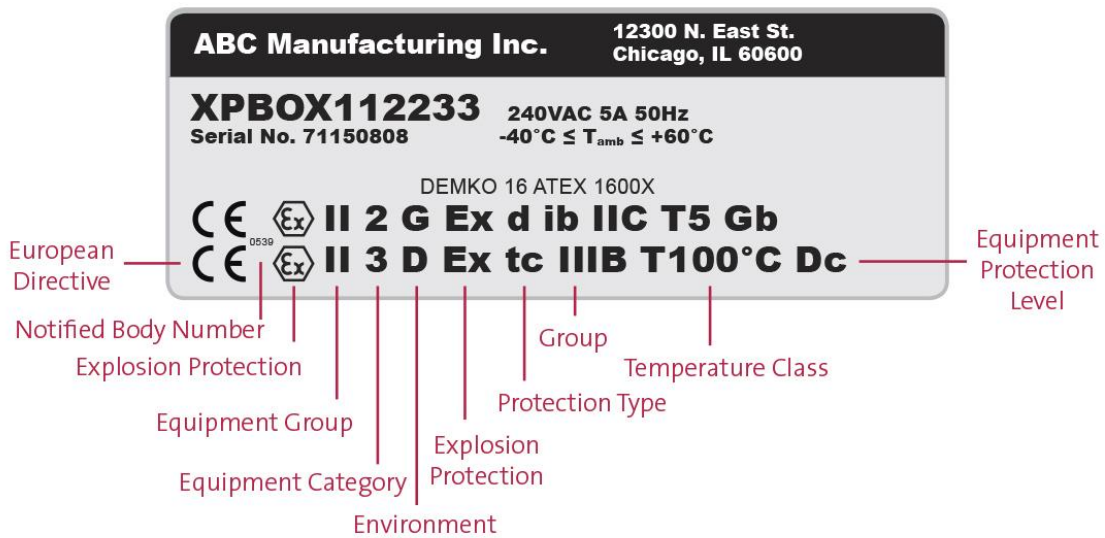 ABC Manufacturing Inc.
12300 N. East St.
Chicago, IL 60600
XPBOX112233
240VAC 5A 50Hz
Serial No. 71150808
-40°C ≤ Tamb ≤ +60°C
DEMKO 16 ATEX 1600X
CE Ex II 2 G Ex d ib IIC T5 Gb
0539
CE Ex II 3 D Ex tc IIIB T100°C Dc
European
Directive
Notified Body Number
Explosion Protection
Equipment Group
Equipment Category
Environment
Explosion
Protection
Protection Type
Group
Temperature Class
Equipment
Protection
Level